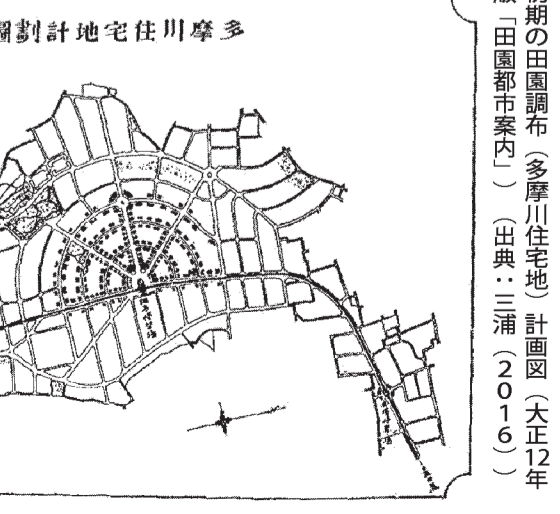 多摩川住宅地計劃圖
初期の田園調布（多摩川住宅地）計画図（大正12年
版「田園都市案内」）（出典：三浦（2016））